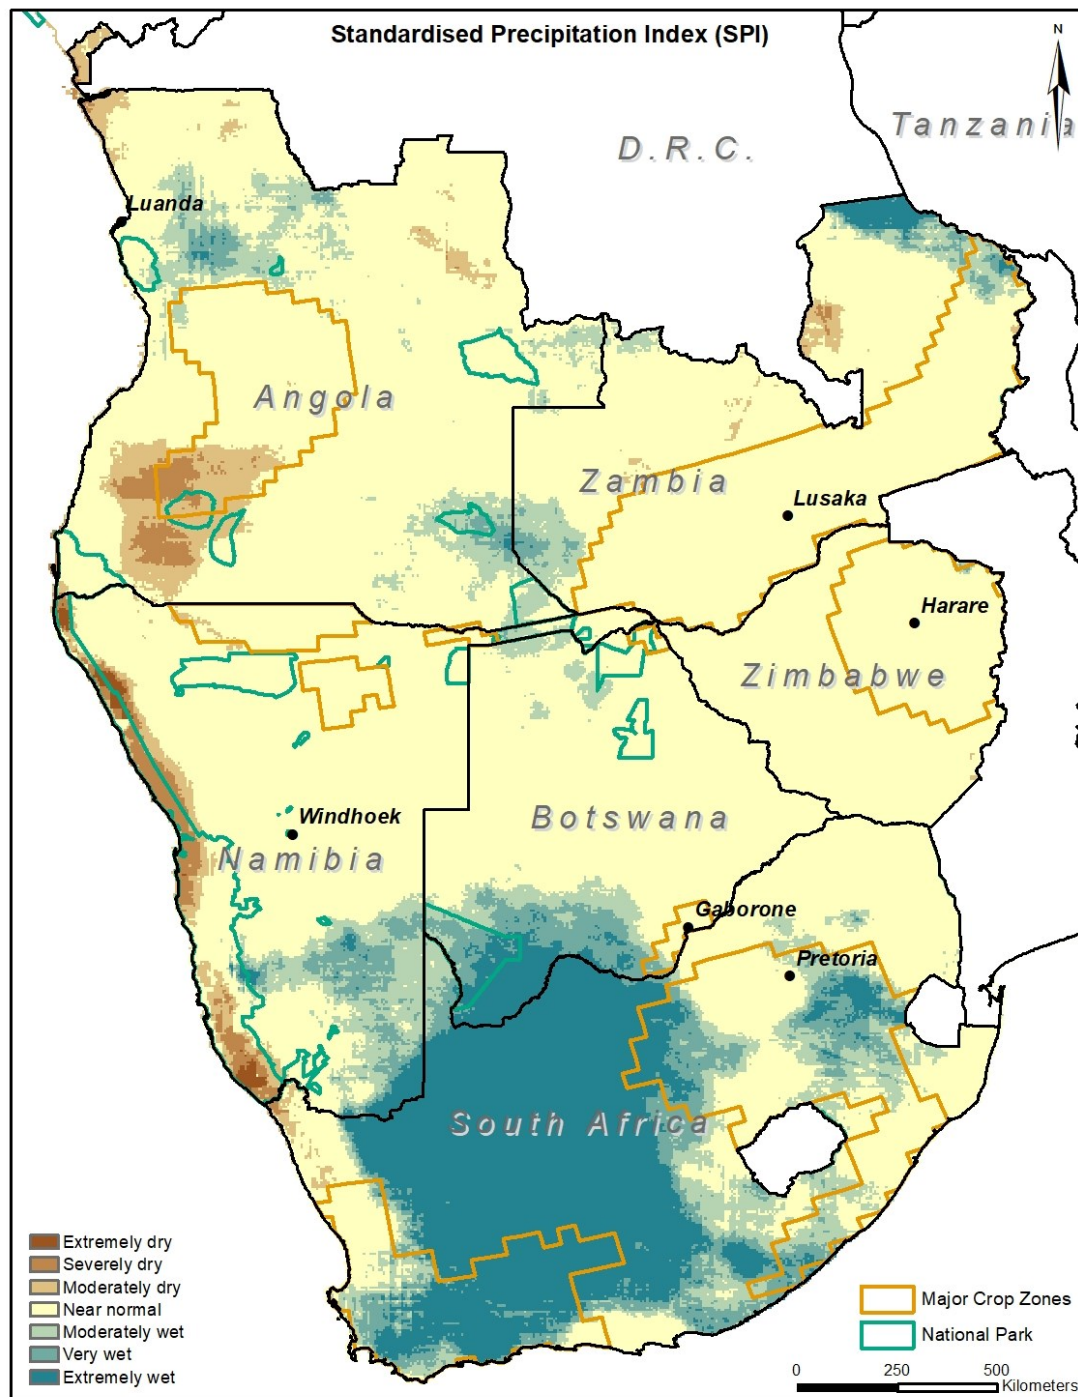 Standardised Precipitation Index (SPI)
N
Tanzania
D.R.C.
Luanda
Angola
Zambia
Lusaka
Harare
Zimbabwe
Windhoek
Namibia
Botswana
Gaborone
Pretoria
South Africa
Extremely dry
Severely dry
Moderately dry
Near normal
Moderately wet
Very wet
Extremely wet
Major Crop Zones
National Park
0 250 500
Kilometers